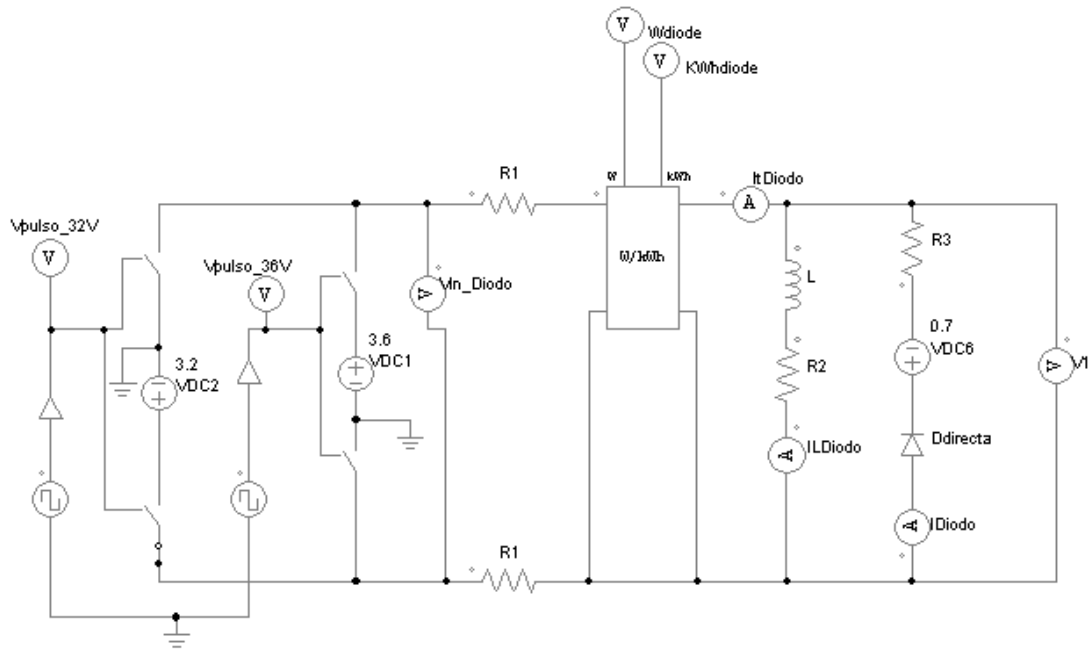 Wdiode
KWhdiode
R1
W
kWh
ItDiodo
Vpulso_32V
V
V
V
V
A
R3
Vpulso_36V
W/kWh
Vin_Diodo
L
V
3.6
VDC1
0.7
VDC6
3.2
VDC2
R2
V
V1
Ddirecta
A
ILDiodo
A
IDiodo
R1